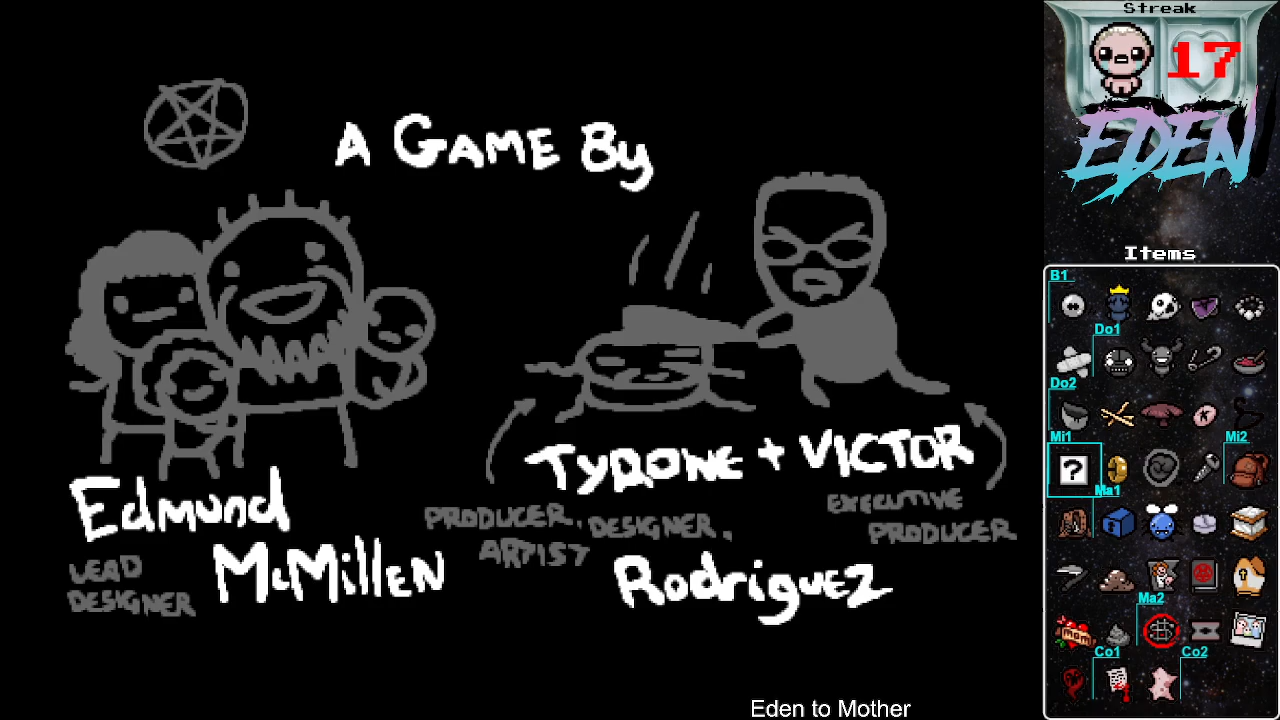 A GAME By
Edmund
McMillEN
LEAD
DESIGNER
TYRONE + VICTOR
PRODUCER, DESIGNER,
ARTIST
EXECUTIVE
PRODUCER
RodriguEz
Eden to Mother
Streak
17
EDEN
Items
B1
Do1
Do2
Mi1
Mi2
Ma1
?
Ma2
MOM
Co1
Co2